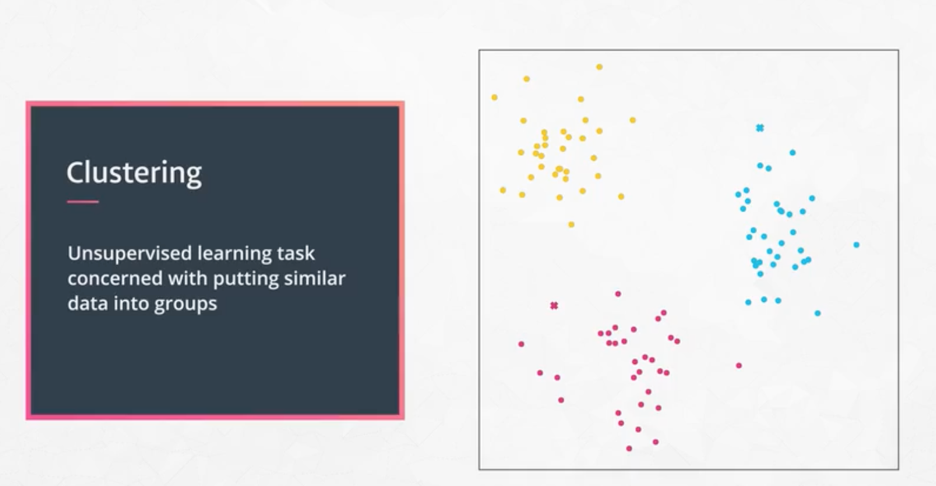 Clustering
Unsupervised learning task
concerned with putting similar
data into groups